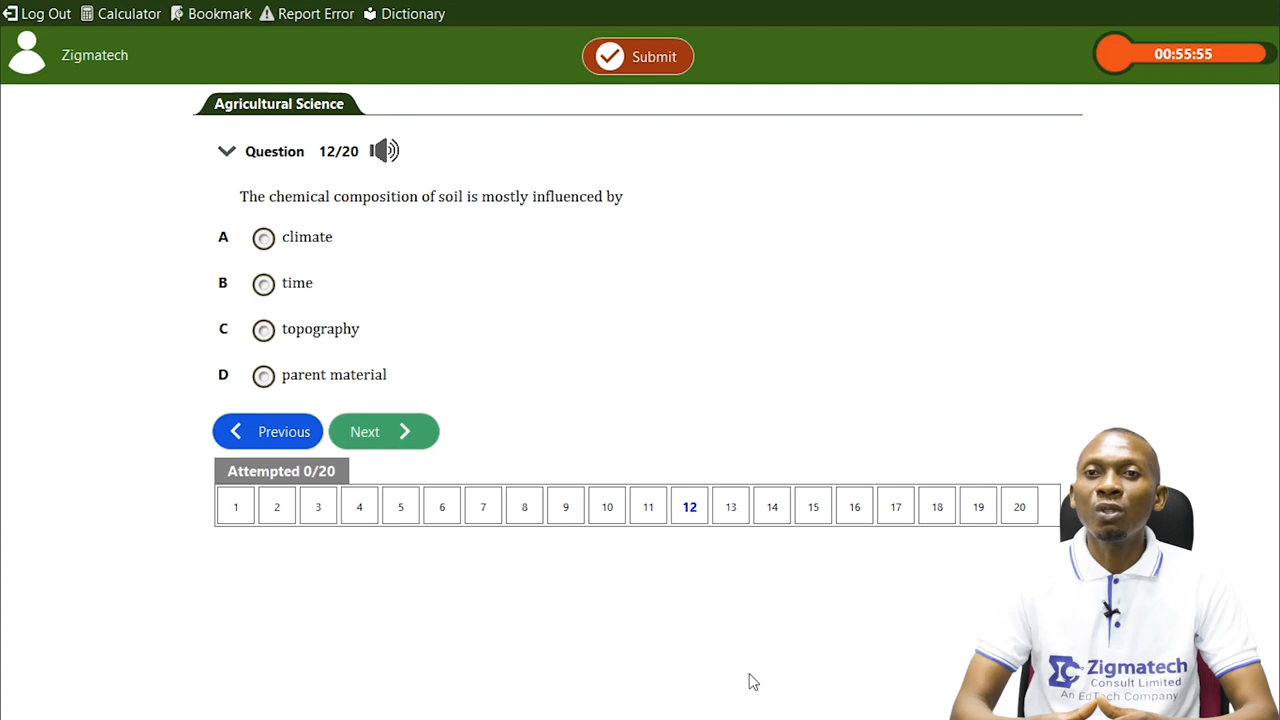 Log Out Calculator Bookmark Report Error Dictionary
Zigmatech
Submit
00:55:55
Agricultural Science
Question 12/20
The chemical composition of soil is mostly influenced by
A climate
B time
C topography
D parent material
Previous Next
Attempted 0/20
1 2 3 4 5 6 7 8 9 10 11 12 13 14 15 16 17 18 19 20
Zigmatech
Consult Limited
An EdTech Company